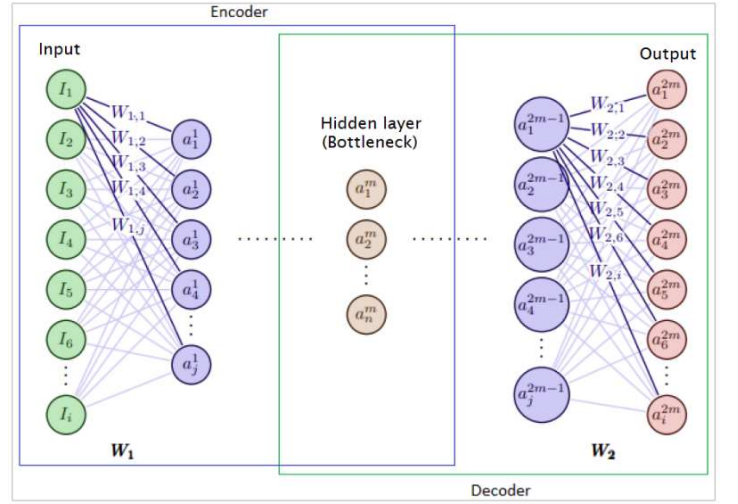 Encoder
Input
Output
Hidden layer
(Bottleneck)
I₁
I₂
I₃
I₄
I₅
I₆
Iᵢ
W₁,₁
W₁,₂
W₁,₃
W₁,₄
W₁,ⱼ
a₁¹
a₂¹
a₃¹
a₄¹
aⱼ¹
a₁ᵐ
a₂ᵐ
aₙᵐ
a₁²ᵐ⁻¹
a₂²ᵐ⁻¹
a₃²ᵐ⁻¹
a₄²ᵐ⁻¹
aⱼ²ᵐ⁻¹
W₂,₁
W₂,₂
W₂,₃
W₂,₄
W₂,₅
W₂,₆
W₂,ᵢ
a₁²ᵐ
a₂²ᵐ
a₃²ᵐ
a₄²ᵐ
a₅²ᵐ
a₆²ᵐ
aᵢ²ᵐ
W₁
W₂
Decoder